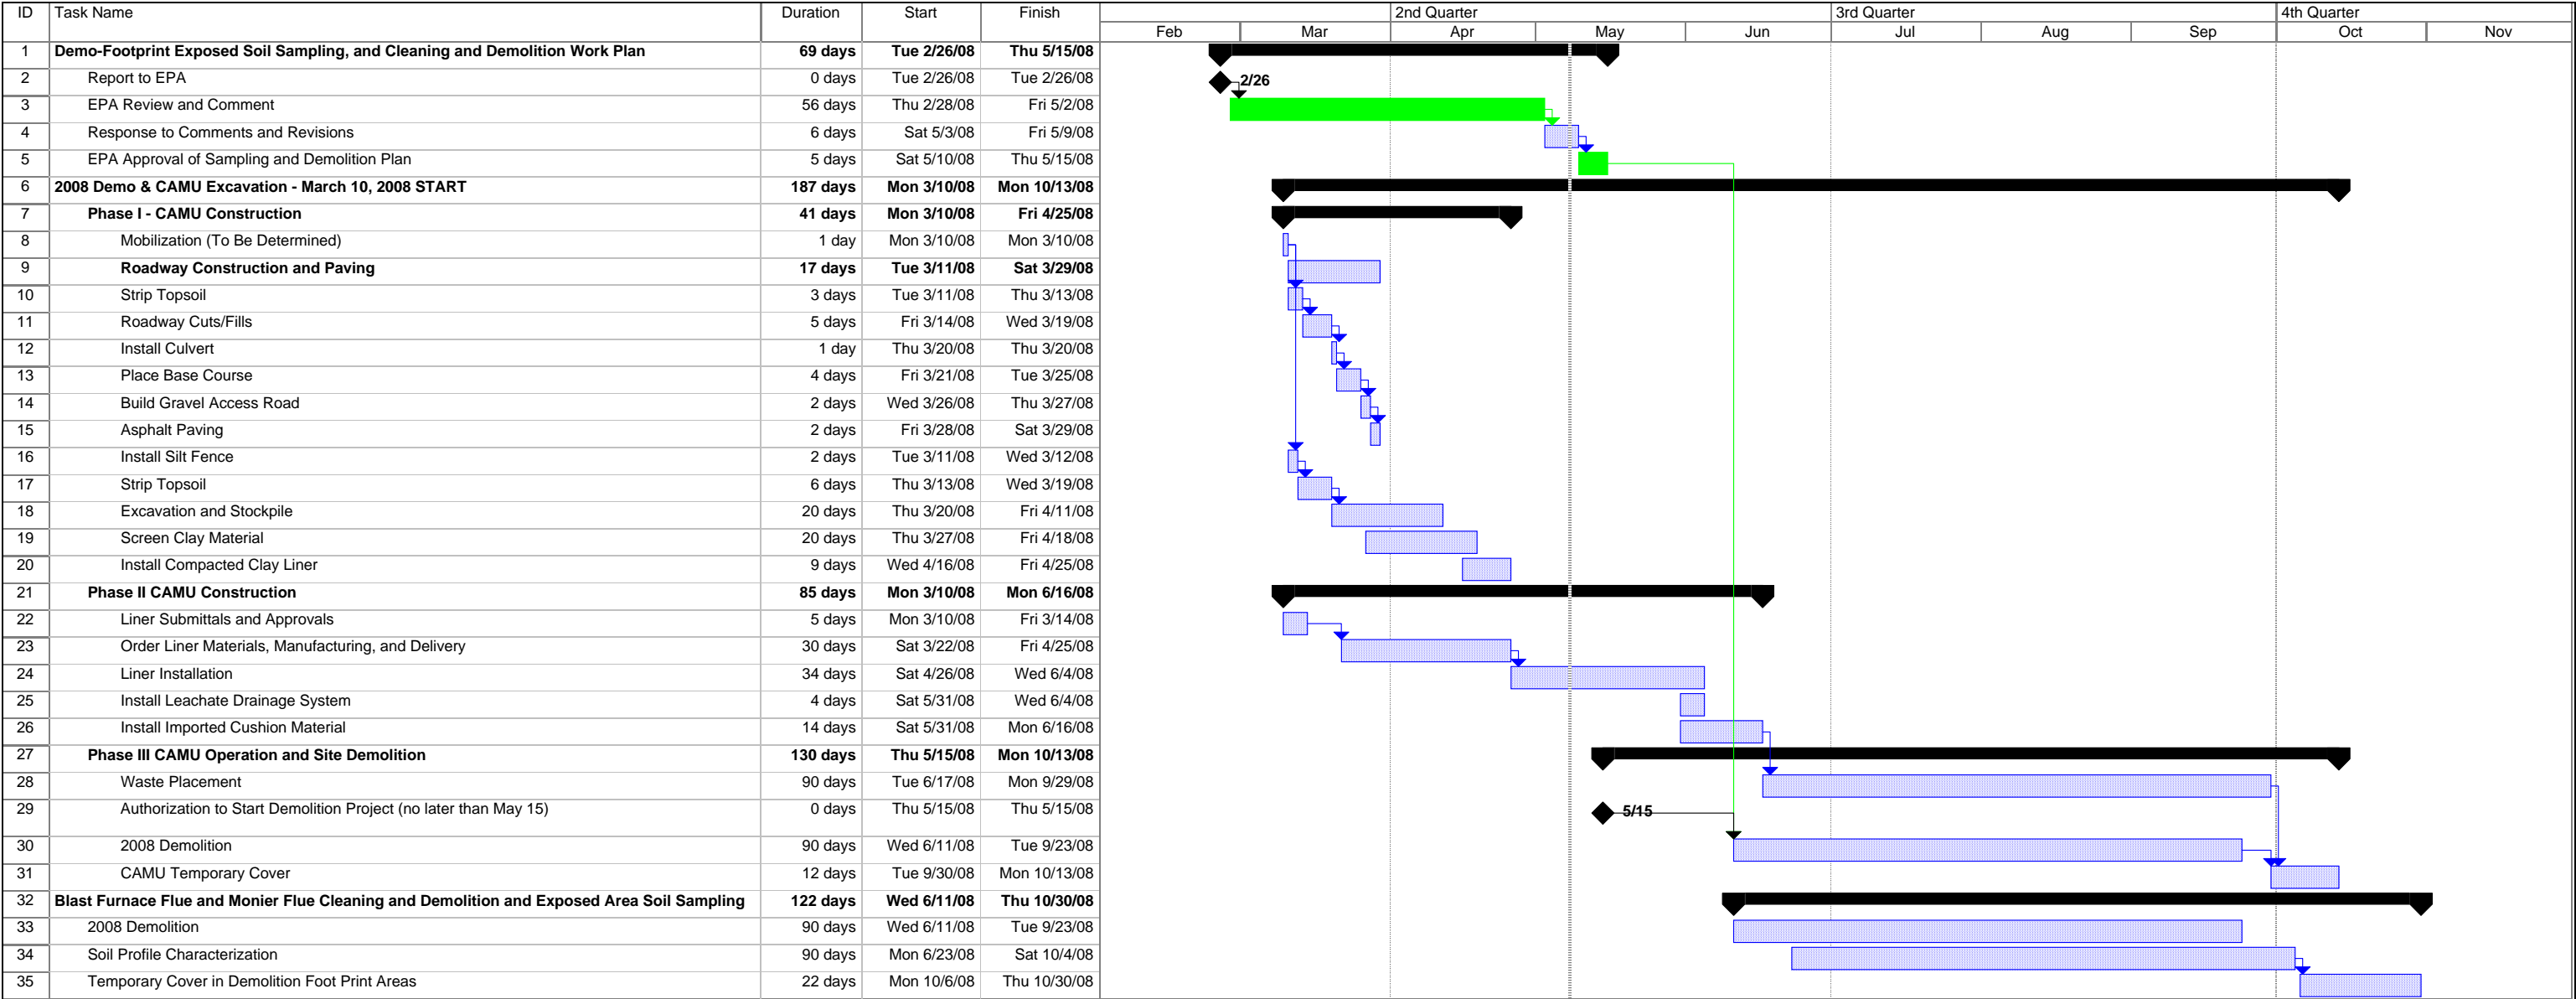 ID Task Name Duration Start Finish 2nd Quarter 3rd Quarter 4th Quarter
Feb Mar Apr May Jun Jul Aug Sep Oct Nov
1 Demo-Footprint Exposed Soil Sampling, and Cleaning and Demolition Work Plan 69 days Tue 2/26/08 Thu 5/15/08
2 Report to EPA 0 days Tue 2/26/08 Tue 2/26/08 2/26
3 EPA Review and Comment 56 days Thu 2/28/08 Fri 5/2/08
4 Response to Comments and Revisions 6 days Sat 5/3/08 Fri 5/9/08
5 EPA Approval of Sampling and Demolition Plan 5 days Sat 5/10/08 Thu 5/15/08
6 2008 Demo & CAMU Excavation - March 10, 2008 START 187 days Mon 3/10/08 Mon 10/13/08
7 Phase I - CAMU Construction 41 days Mon 3/10/08 Fri 4/25/08
8 Mobilization (To Be Determined) 1 day Mon 3/10/08 Mon 3/10/08
9 Roadway Construction and Paving 17 days Tue 3/11/08 Sat 3/29/08
10 Strip Topsoil 3 days Tue 3/11/08 Thu 3/13/08
11 Roadway Cuts/Fills 5 days Fri 3/14/08 Wed 3/19/08
12 Install Culvert 1 day Thu 3/20/08 Thu 3/20/08
13 Place Base Course 4 days Fri 3/21/08 Tue 3/25/08
14 Build Gravel Access Road 2 days Wed 3/26/08 Thu 3/27/08
15 Asphalt Paving 2 days Fri 3/28/08 Sat 3/29/08
16 Install Silt Fence 2 days Tue 3/11/08 Wed 3/12/08
17 Strip Topsoil 6 days Thu 3/13/08 Wed 3/19/08
18 Excavation and Stockpile 20 days Thu 3/20/08 Fri 4/11/08
19 Screen Clay Material 20 days Thu 3/27/08 Fri 4/18/08
20 Install Compacted Clay Liner 9 days Wed 4/16/08 Fri 4/25/08
21 Phase II CAMU Construction 85 days Mon 3/10/08 Mon 6/16/08
22 Liner Submittals and Approvals 5 days Mon 3/10/08 Fri 3/14/08
23 Order Liner Materials, Manufacturing, and Delivery 30 days Sat 3/22/08 Fri 4/25/08
24 Liner Installation 34 days Sat 4/26/08 Wed 6/4/08
25 Install Leachate Drainage System 4 days Sat 5/31/08 Wed 6/4/08
26 Install Imported Cushion Material 14 days Sat 5/31/08 Mon 6/16/08
27 Phase III CAMU Operation and Site Demolition 130 days Thu 5/15/08 Mon 10/13/08
28 Waste Placement 90 days Tue 6/17/08 Mon 9/29/08
29 Authorization to Start Demolition Project (no later than May 15) 0 days Thu 5/15/08 Thu 5/15/08 5/15
30 2008 Demolition 90 days Wed 6/11/08 Tue 9/23/08
31 CAMU Temporary Cover 12 days Tue 9/30/08 Mon 10/13/08
32 Blast Furnace Flue and Monier Flue Cleaning and Demolition and Exposed Area Soil Sampling 122 days Wed 6/11/08 Thu 10/30/08
33 2008 Demolition 90 days Wed 6/11/08 Tue 9/23/08
34 Soil Profile Characterization 90 days Mon 6/23/08 Sat 10/4/08
35 Temporary Cover in Demolition Foot Print Areas 22 days Mon 10/6/08 Thu 10/30/08